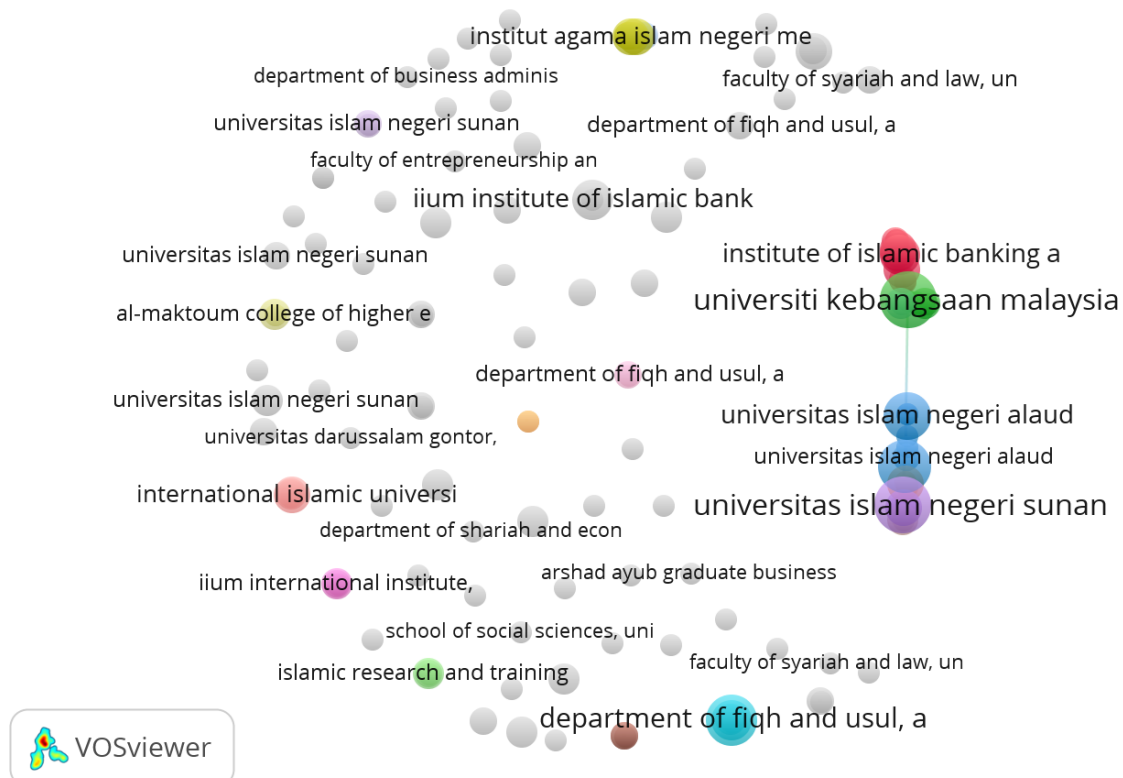 institut agama islam negeri me
department of business adminis
faculty of syariah and law, un
universitas islam negeri sunan
department of fiqh and usul, a
faculty of entrepreneurship an
iium institute of islamic bank
universitas islam negeri sunan
institute of islamic banking a
universiti kebangsaan malaysia
al-maktoum college of higher e
department of fiqh and usul, a
universitas islam negeri sunan
universitas islam negeri alaud
universitas darussalam gontor,
universitas islam negeri alaud
international islamic universi
universitas islam negeri sunan
department of shariah and econ
iium international institute,
arshad ayub graduate business
school of social sciences, uni
islamic research and training
faculty of syariah and law, un
department of fiqh and usul, a
VOSviewer